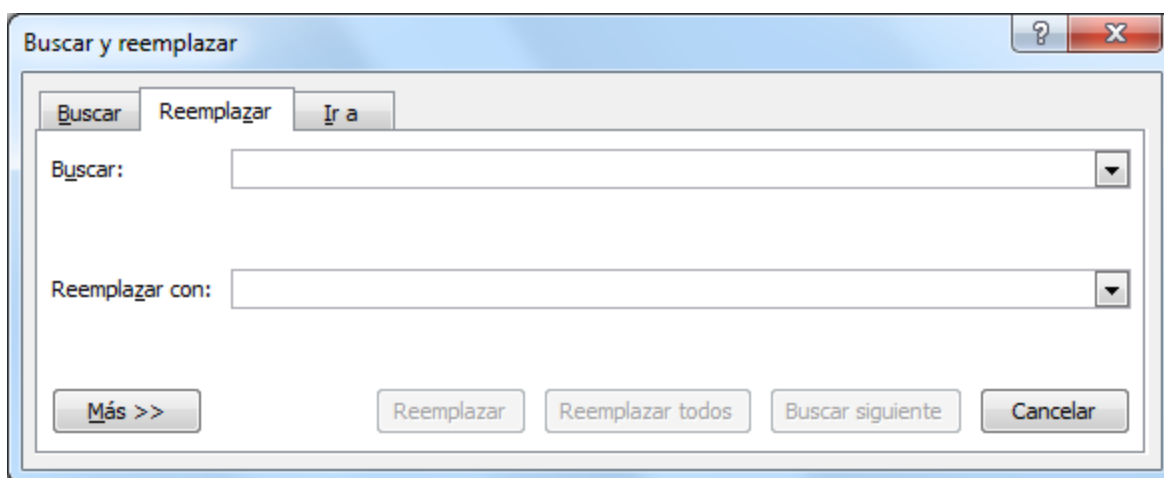 Buscar y reemplazar
Buscar Reemplazar Ir a
Buscar:
Reemplazar con:
Más >> Reemplazar Reemplazar todos Buscar siguiente Cancelar